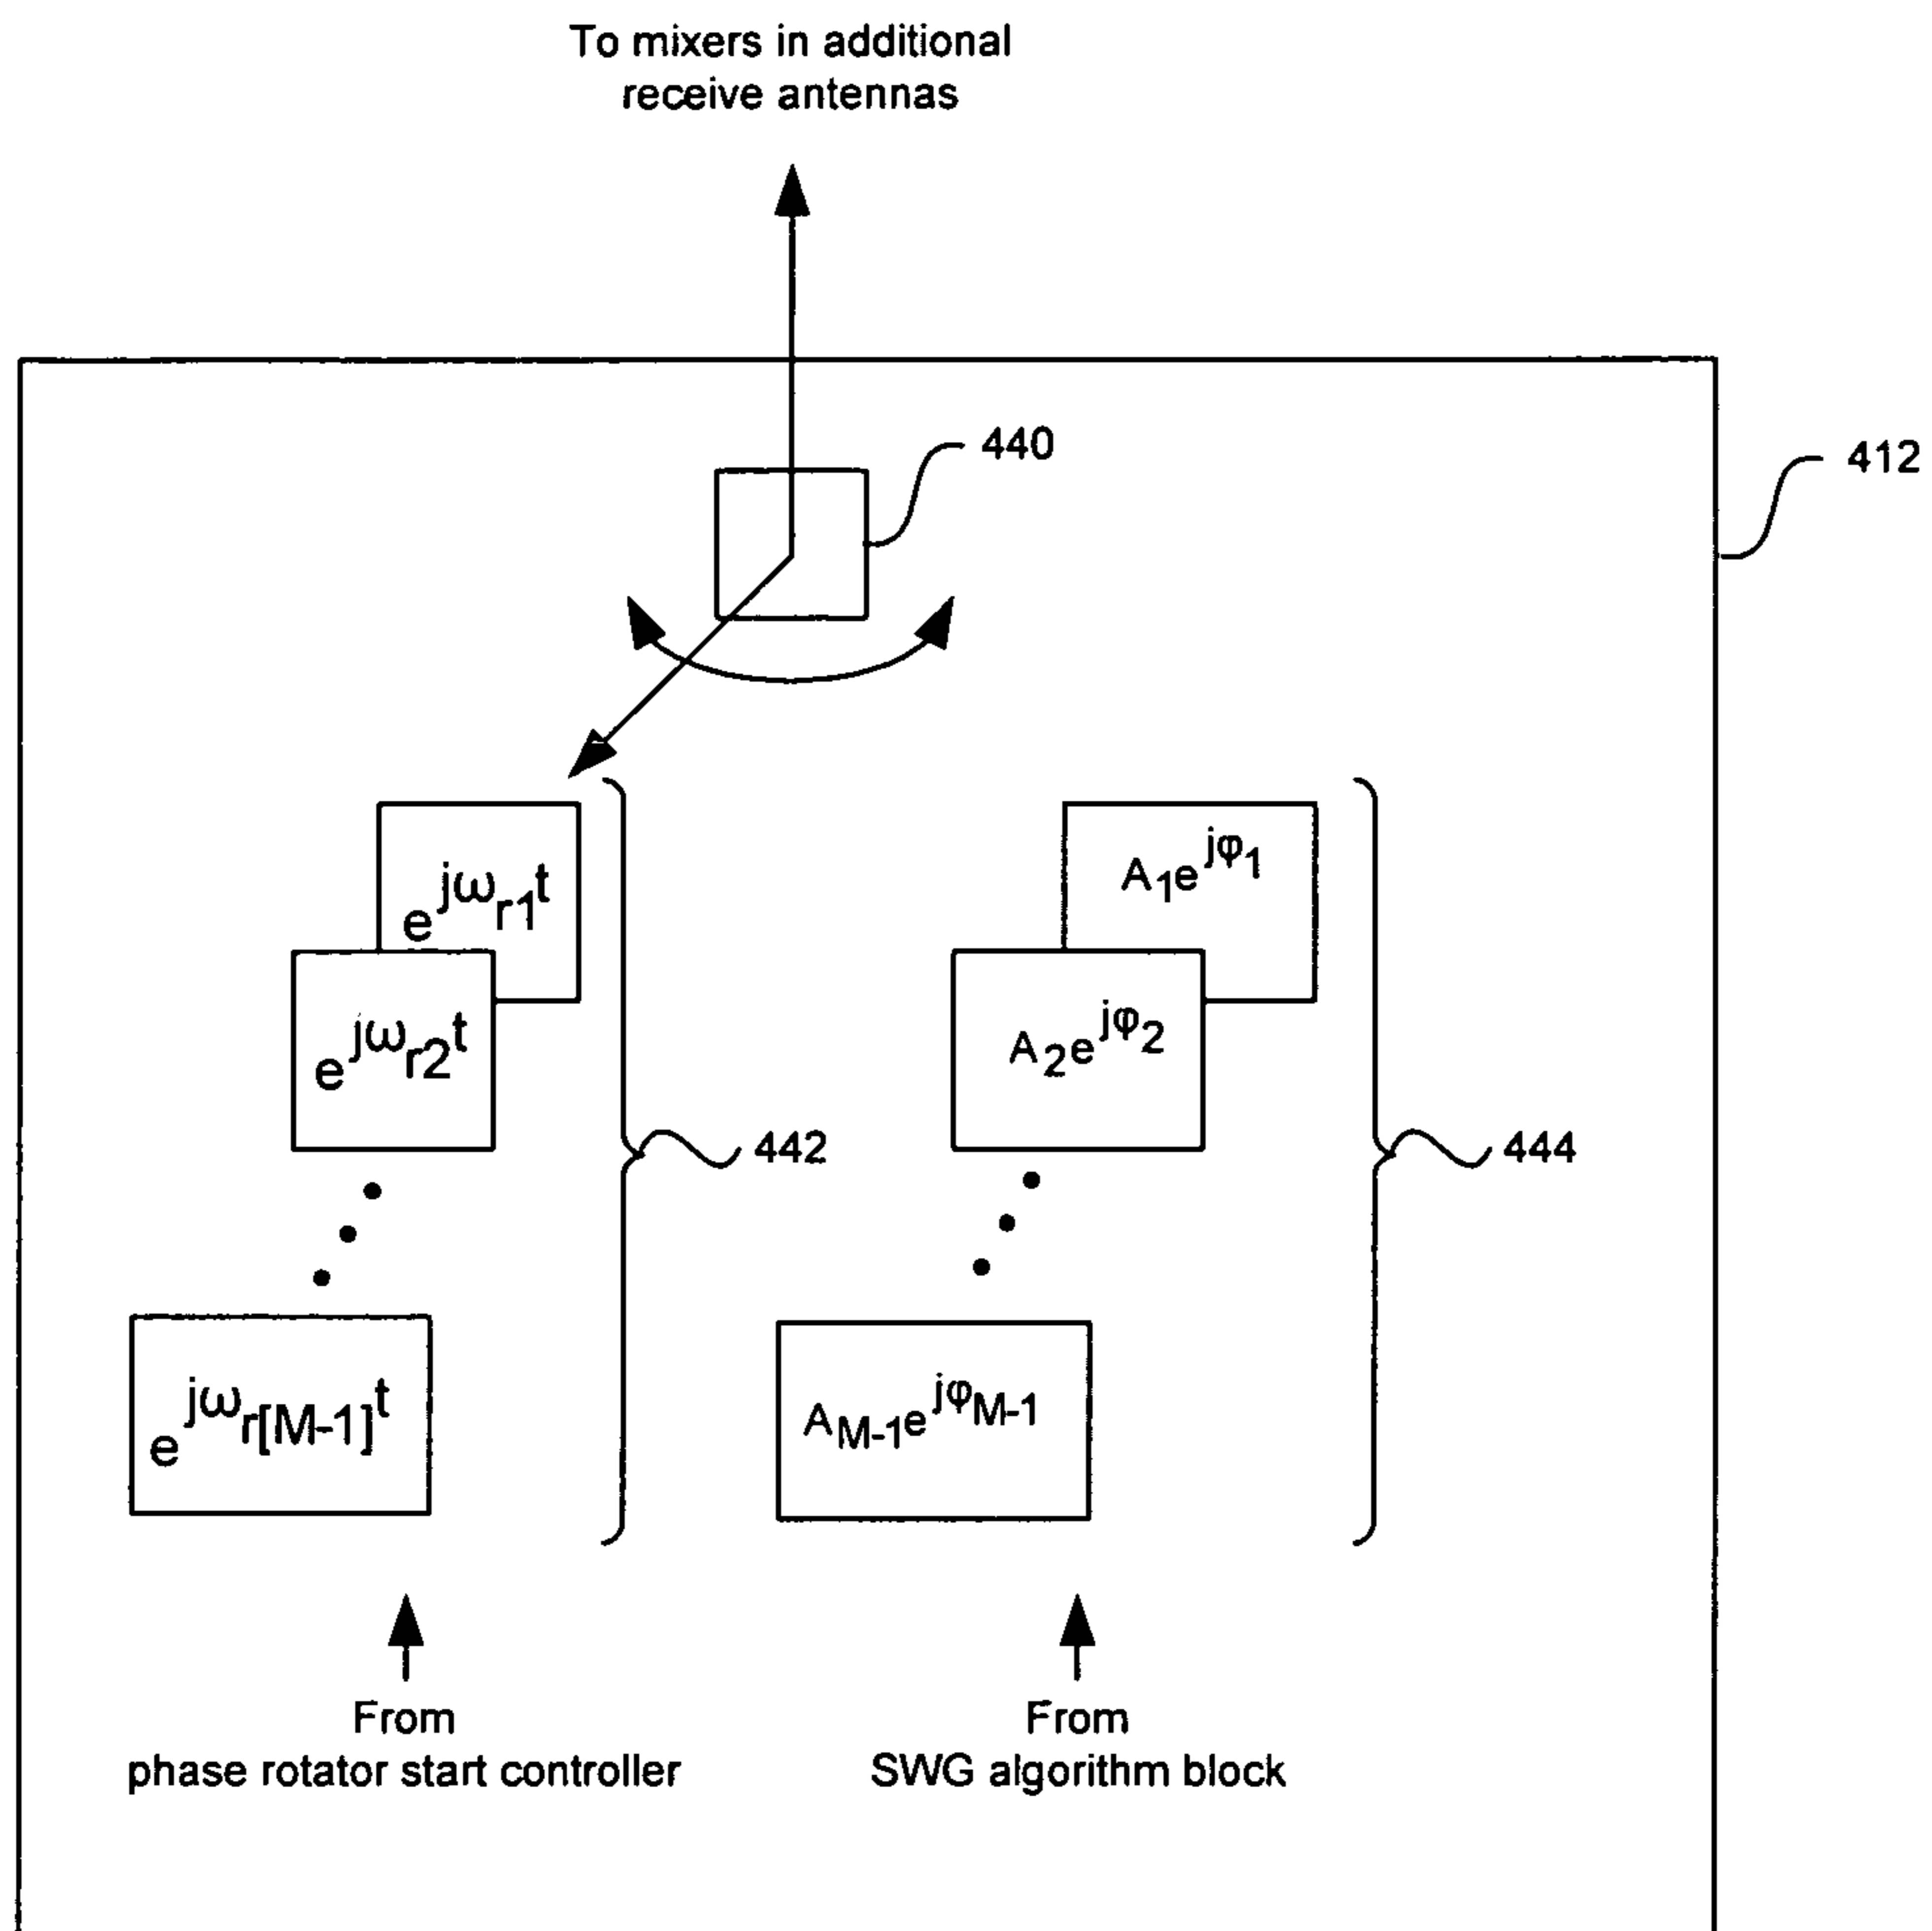 To mixers in additional
receive antennas
440
412
e^{jω_{r1}t}
A_1e^{jφ_1}
e^{jω_{r2}t}
A_2e^{jφ_2}
442
444
e^{jω_{r[M-1]}t}
A_{M-1}e^{jφ_{M-1}}
From
phase rotator start controller
From
SWG algorithm block